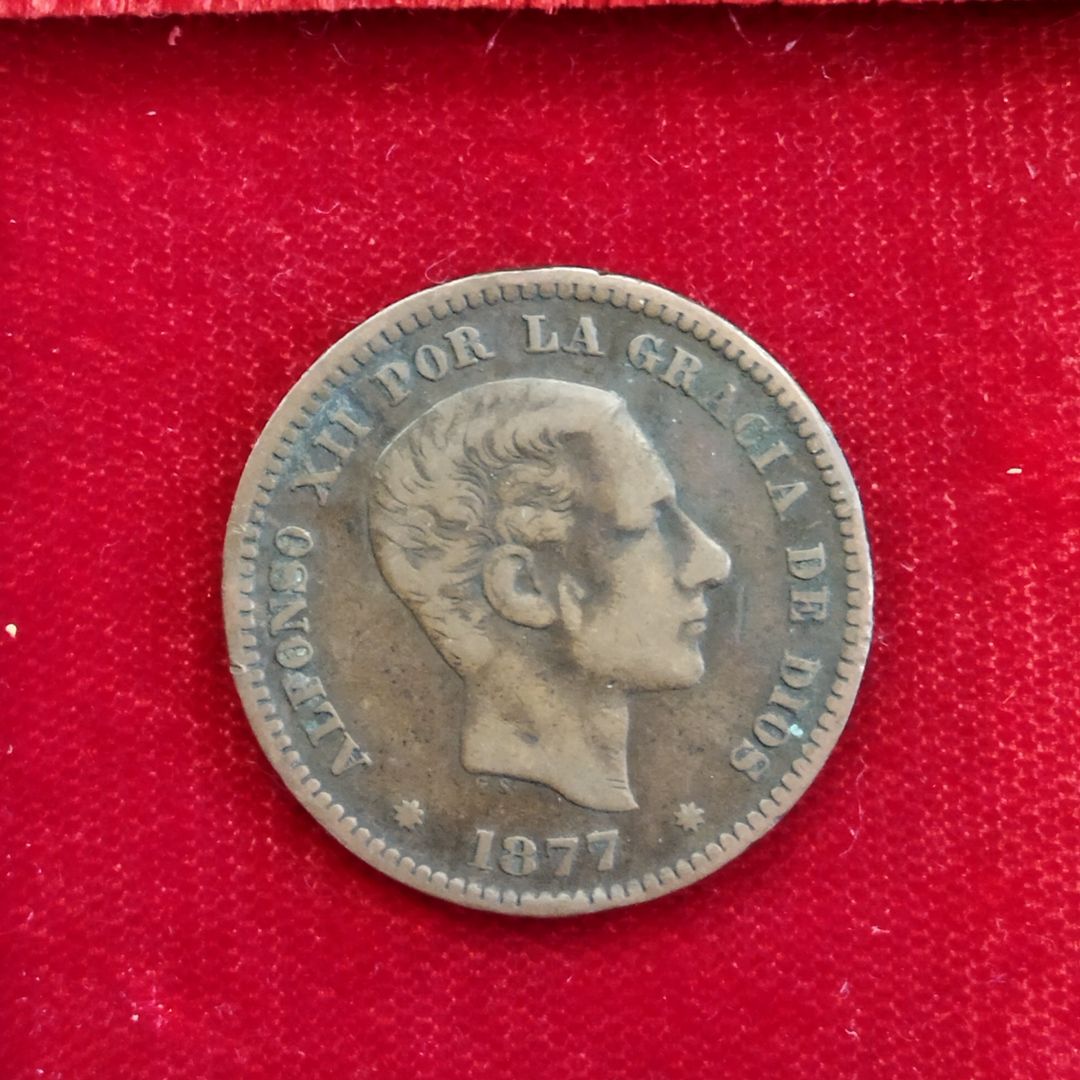 ALFONSO XII POR LA GRACIA DE DIOS
1877